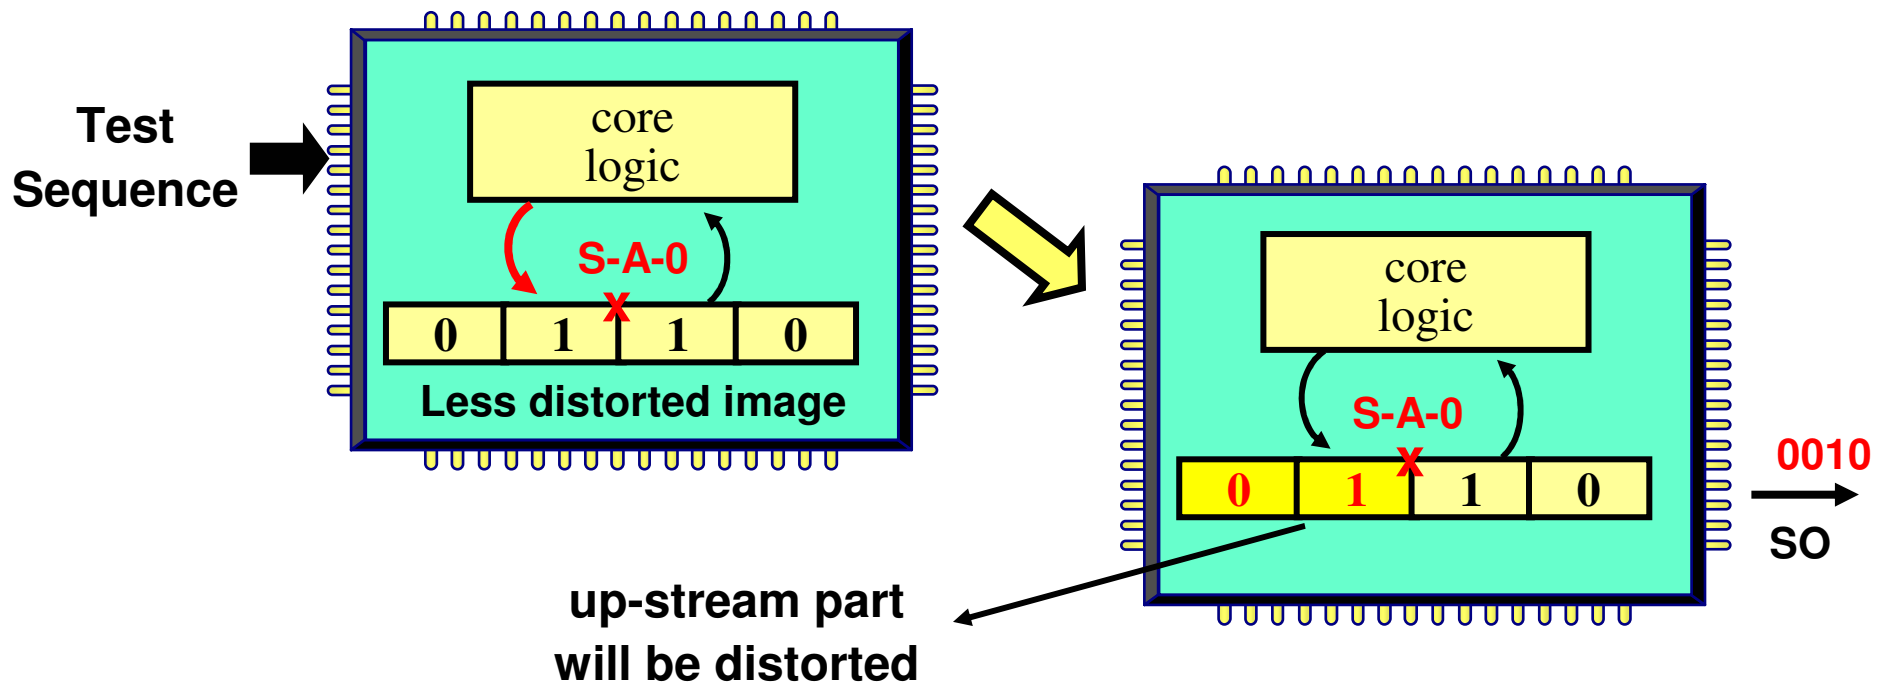 Test
Sequence
core
logic
S-A-0
x
0 1 1 0
Less distorted image
core
logic
S-A-0
x
0 1 1 0
0010
SO
up-stream part
will be distorted